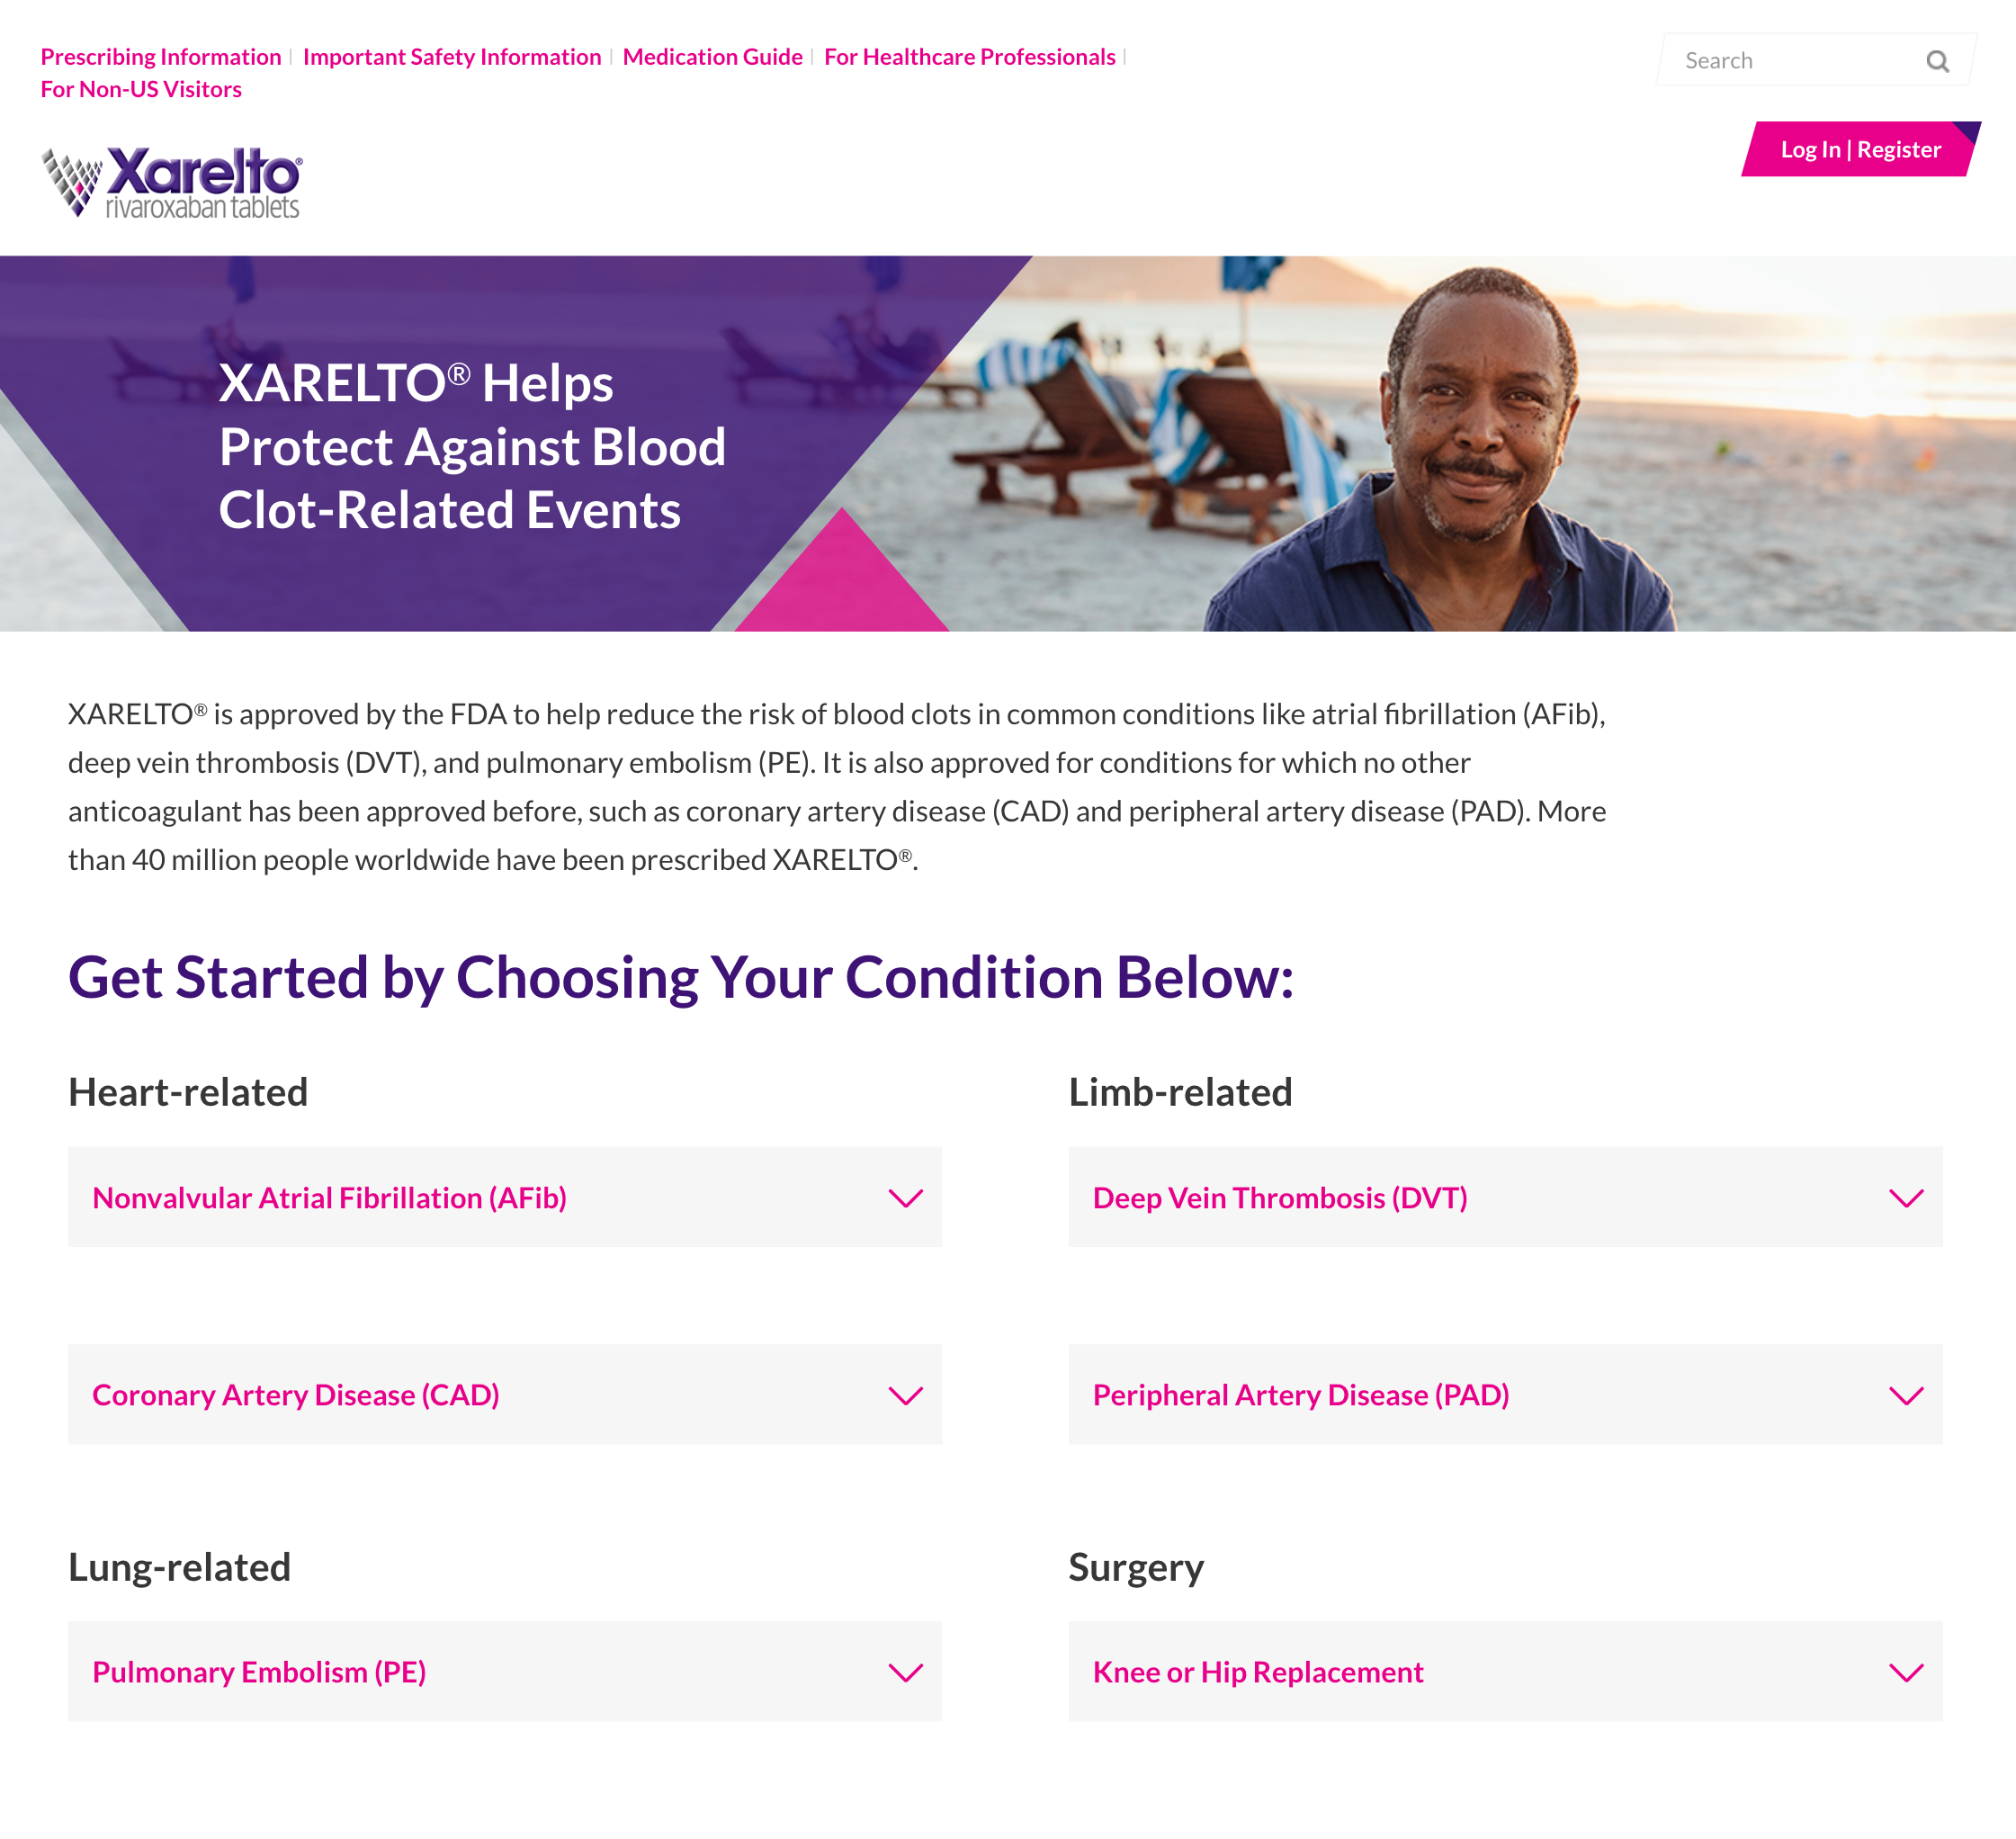 Prescribing Information | Important Safety Information | Medication Guide | For Healthcare Professionals |
For Non-US Visitors
Search
Log In | Register
Xarelto®
rivaroxaban tablets
XARELTO® Helps
Protect Against Blood
Clot-Related Events
XARELTO® is approved by the FDA to help reduce the risk of blood clots in common conditions like atrial fibrillation (AFib),
deep vein thrombosis (DVT), and pulmonary embolism (PE). It is also approved for conditions for which no other
anticoagulant has been approved before, such as coronary artery disease (CAD) and peripheral artery disease (PAD). More
than 40 million people worldwide have been prescribed XARELTO®.
Get Started by Choosing Your Condition Below:
Heart-related
Nonvalvular Atrial Fibrillation (AFib)
Coronary Artery Disease (CAD)
Limb-related
Deep Vein Thrombosis (DVT)
Peripheral Artery Disease (PAD)
Lung-related
Pulmonary Embolism (PE)
Surgery
Knee or Hip Replacement